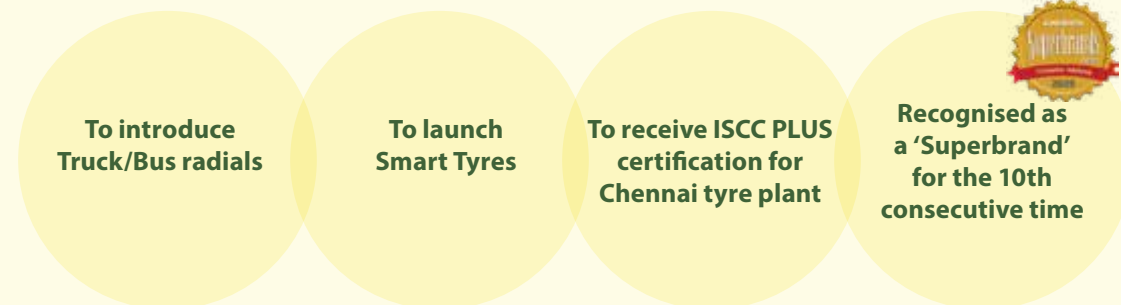 To introduce
Truck/Bus radials
To launch
Smart Tyres
To receive ISCC PLUS
certification for
Chennai tyre plant
Superbrands
2025
Recognised as
a ‘Superbrand’
for the 10th
consecutive time